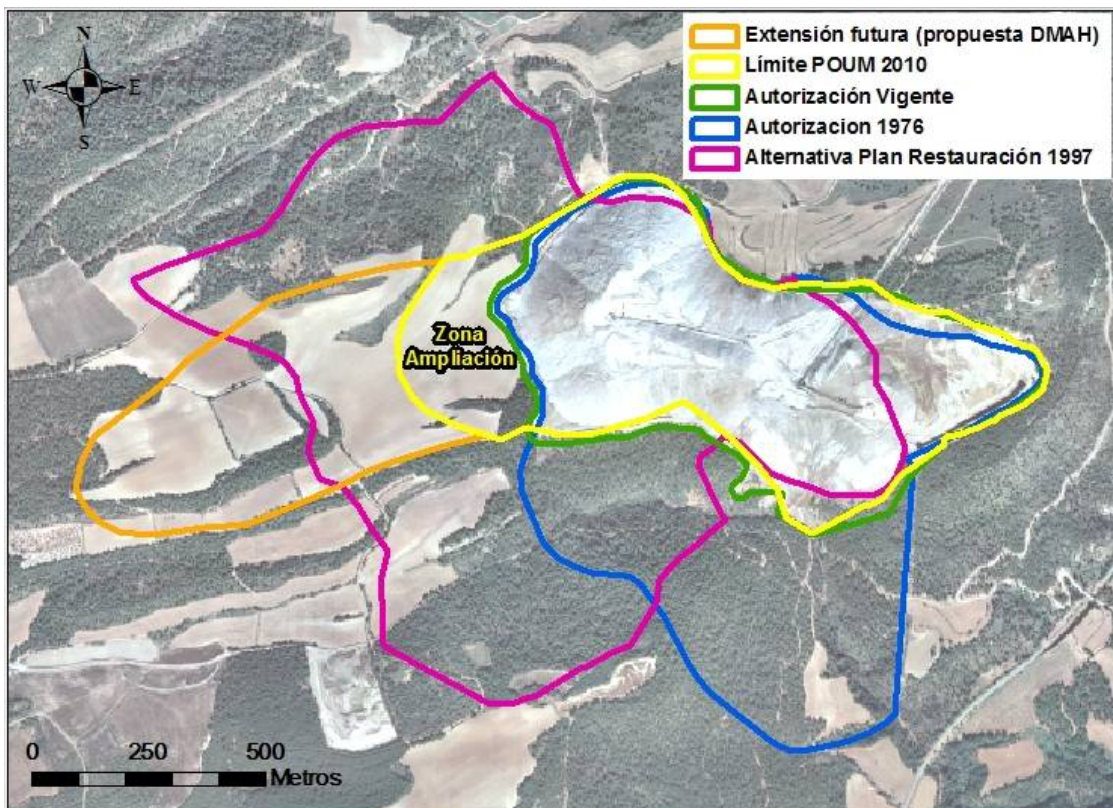 N
W E
S
Extensión futura (propuesta DMAH)
Límite POUM 2010
Autorización Vigente
Autorizacion 1976
Alternativa Plan Restauración 1997
Zona
Ampliación
0 250 500
Metros